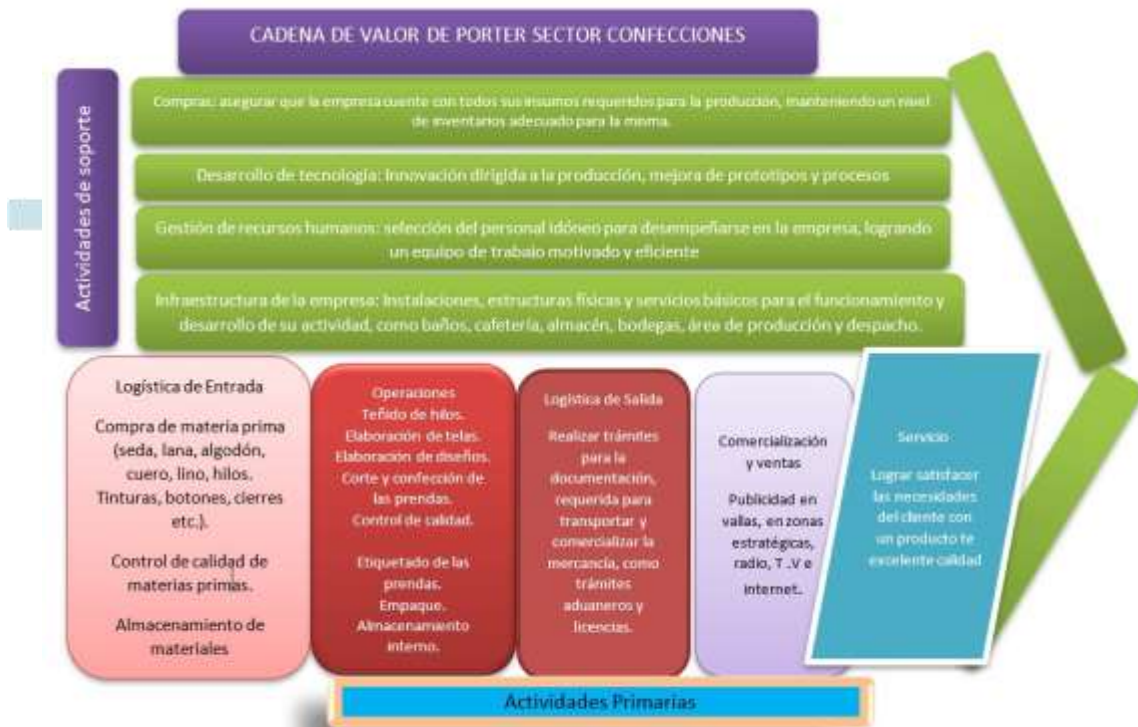 CADENA DE VALOR DE PORTER SECTOR CONFECCIONES
Actividades de soporte
Compras: asegurar que la empresa cuente con todos sus insumos requeridos para la producción, manteniendo un nivel
de inventarios adecuado para la misma.
Desarrollo de tecnología: Innovación dirigida a la producción, mejora de prototipos y procesos
Gestión de recursos humanos: selección del personal idóneo para desempeñarse en la empresa, logrando
un equipo de trabajo motivado y eficiente
Infraestructura de la empresa: Instalaciones, estructuras físicas y servicios básicos para el funcionamiento y
desarrollo de su actividad, como baños, cafetería, almacén, bodegas, área de producción y despacho.
Logística de Entrada
Compra de materia prima
(seda, lana, algodón,
cuero, lino, hilos.
Tinturas, botones, cierres
etc.).
Control de calidad de
materias primas.
Almacenamiento de
materiales
Operaciones
Teñido de hilos.
Elaboración de telas.
Elaboración de diseños.
Corte y confección de
las prendas.
Control de calidad.
Etiquetado de las
prendas.
Empaque.
Almacenamiento
interno.
Logística de Salida
Realizar trámites
para la
documentación,
requerida para
transportar y
comercializar la
mercancía, como
trámites
aduaneros y
licencias.
Comercialización
y ventas
Publicidad en
vallas, en zonas
estratégicas,
radio, T .V e
internet.
Servicio
Lograr satisfacer
las necesidades
del cliente con
un producto te
excelente calidad
Actividades Primarias